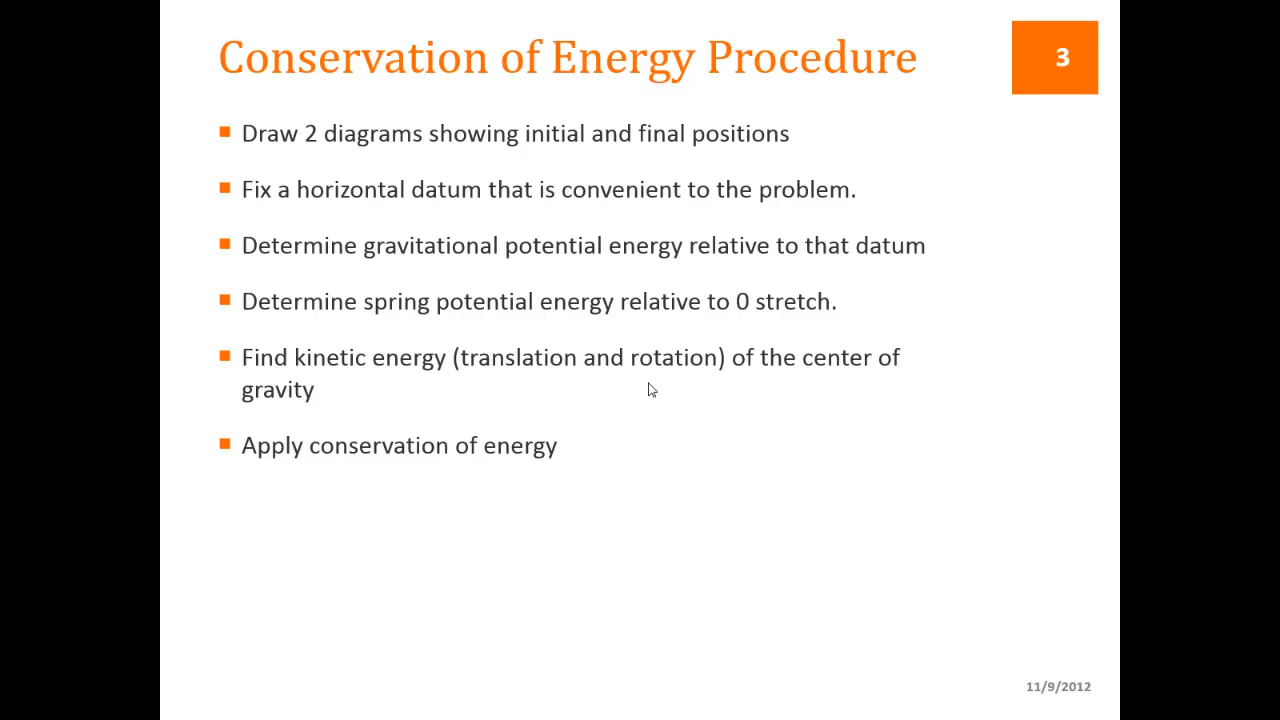 Conservation of Energy Procedure
3
Draw 2 diagrams showing initial and final positions
Fix a horizontal datum that is convenient to the problem.
Determine gravitational potential energy relative to that datum
Determine spring potential energy relative to 0 stretch.
Find kinetic energy (translation and rotation) of the center of
gravity
Apply conservation of energy
11/9/2012